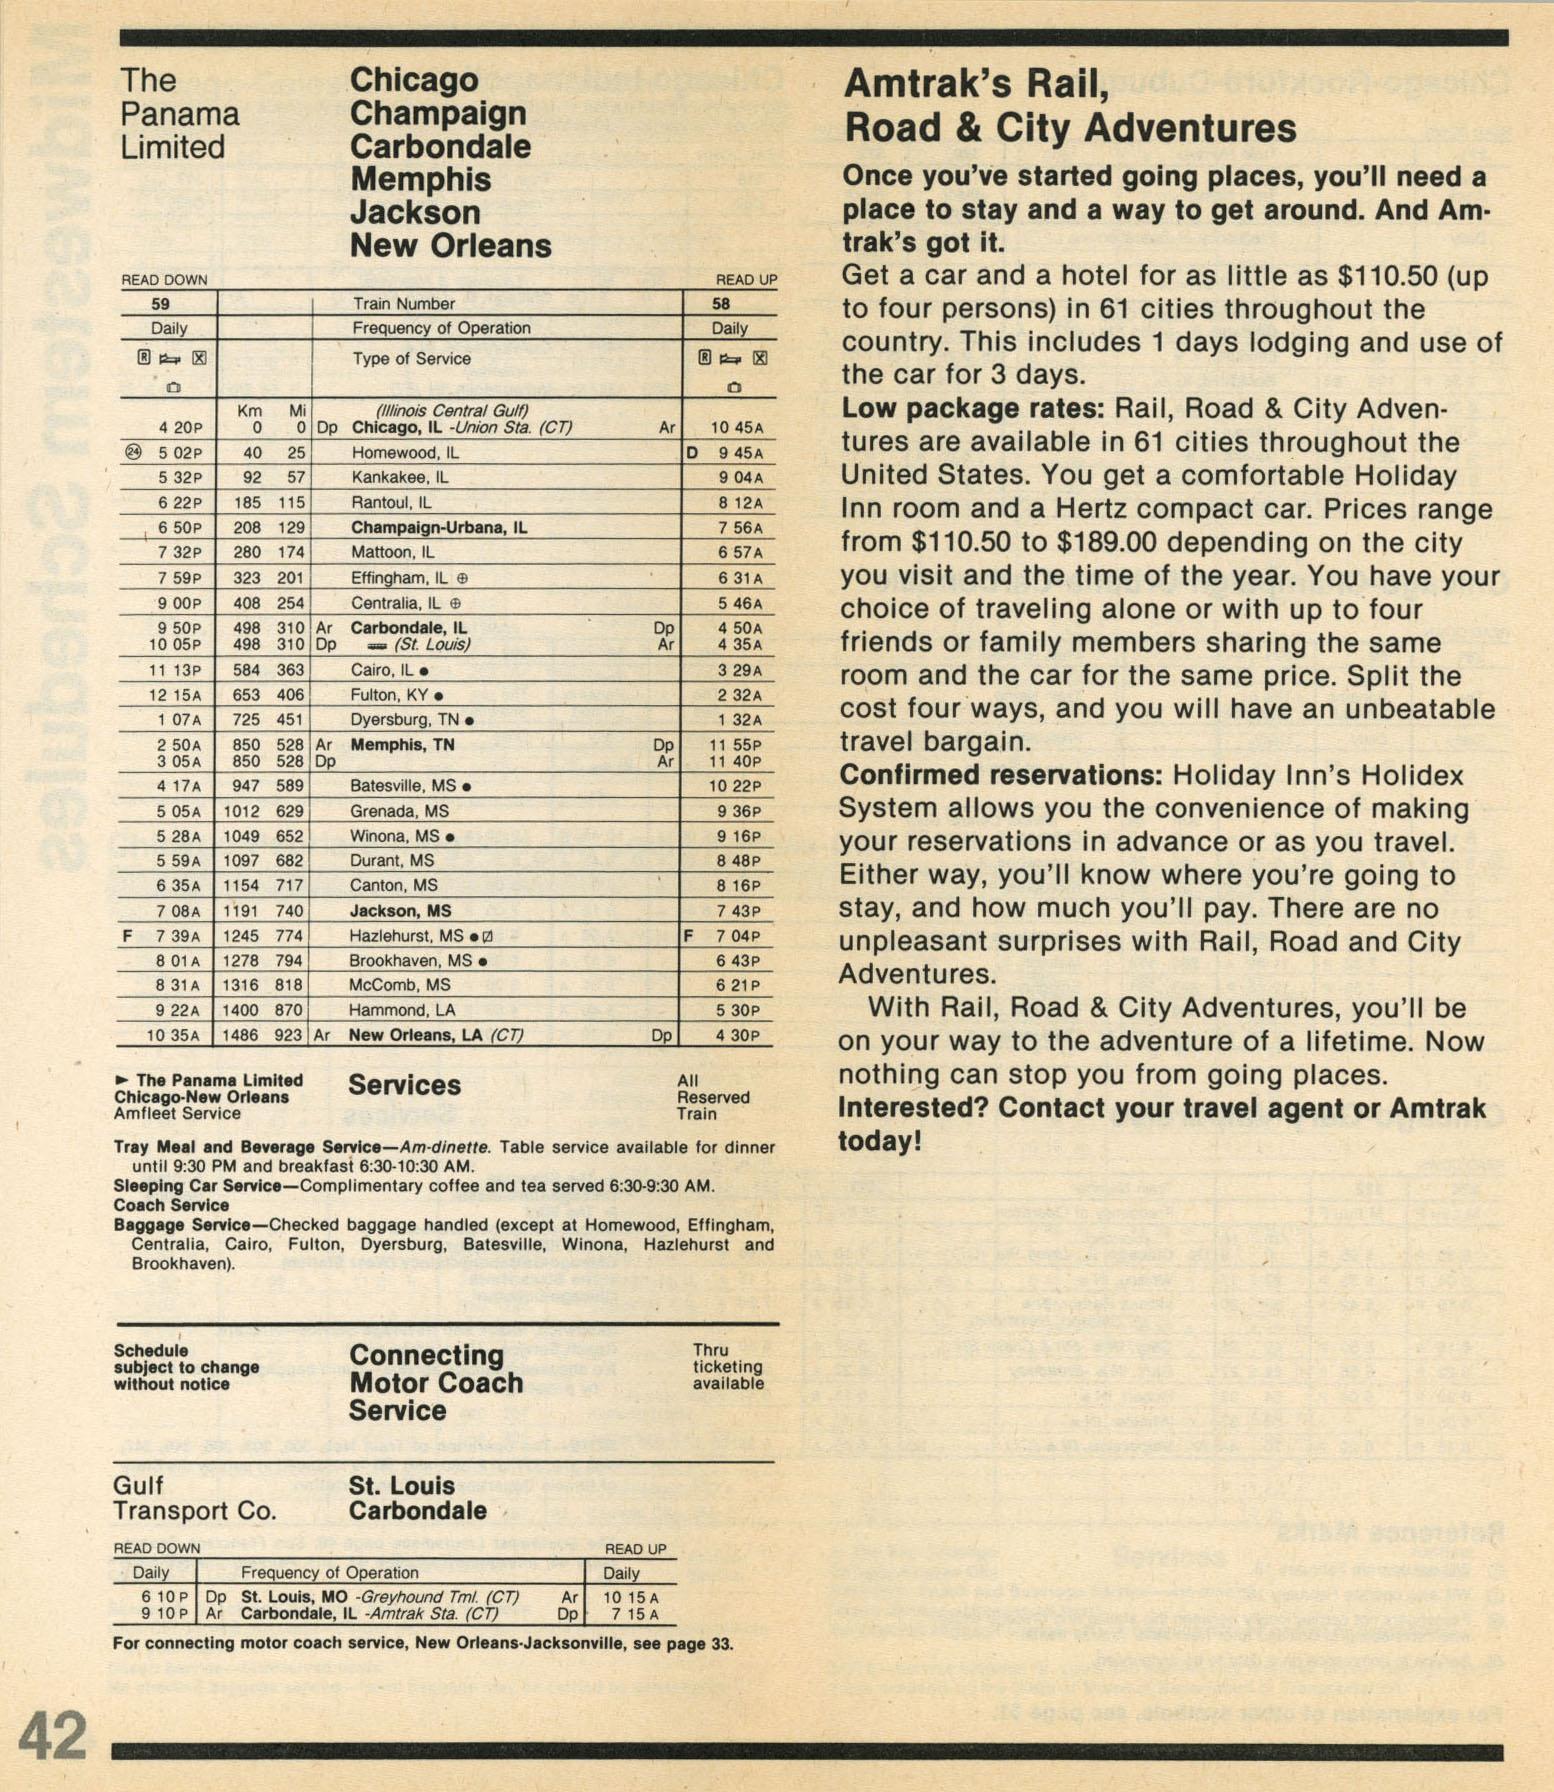 The
Panama
Limited
Chicago
Champaign
Carbondale
Memphis
Jackson
New Orleans
READ DOWN READ UP
59 Train Number 58
Daily Frequency of Operation Daily
R X Type of Service R X
Km Mi (Illinois Central Gulf)
4 20P 0 0 Dp Chicago, IL -Union Sta. (CT) Ar 10 45A
24 5 02P 40 25 Homewood, IL D 9 45A
5 32P 92 57 Kankakee, IL 9 04A
6 22P 185 115 Rantoul, IL 8 12A
6 50P 208 129 Champaign-Urbana, IL 7 56A
7 32P 280 174 Mattoon, IL 6 57A
7 59P 323 201 Effingham, IL ⊕ 6 31A
9 00P 408 254 Centralia, IL ⊕ 5 46A
9 50P 498 310 Ar Carbondale, IL Dp 4 50A
10 05P 498 310 Dp (St. Louis) Ar 4 35A
11 13P 584 363 Cairo, IL ● 3 29A
12 15A 653 406 Fulton, KY ● 2 32A
1 07A 725 451 Dyersburg, TN ● 1 32A
2 50A 850 528 Ar Memphis, TN Dp 11 55P
3 05A 850 528 Dp Ar 11 40P
4 17A 947 589 Batesville, MS ● 10 22P
5 05A 1012 629 Grenada, MS 9 36P
5 28A 1049 652 Winona, MS ● 9 16P
5 59A 1097 682 Durant, MS 8 48P
6 35A 1154 717 Canton, MS 8 16P
7 08A 1191 740 Jackson, MS 7 43P
F 7 39A 1245 774 Hazlehurst, MS ● F 7 04P
8 01A 1278 794 Brookhaven, MS ● 6 43P
8 31A 1316 818 McComb, MS 6 21P
9 22A 1400 870 Hammond, LA 5 30P
10 35A 1486 923 Ar New Orleans, LA (CT) Dp 4 30P
► The Panama Limited
Chicago-New Orleans
Amfleet Service
Services
All
Reserved
Train
Tray Meal and Beverage Service—Am-dinette. Table service available for dinner
until 9:30 PM and breakfast 6:30-10:30 AM.
Sleeping Car Service—Complimentary coffee and tea served 6:30-9:30 AM.
Coach Service
Baggage Service—Checked baggage handled (except at Homewood, Effingham,
Centralia, Cairo, Fulton, Dyersburg, Batesville, Winona, Hazlehurst and
Brookhaven).
Schedule
subject to change
without notice
Connecting
Motor Coach
Service
Thru
ticketing
available
Gulf
Transport Co.
St. Louis
Carbondale
READ DOWN READ UP
Daily Frequency of Operation Daily
6 10P Dp St. Louis, MO -Greyhound Tml. (CT) Ar 10 15A
9 10P Ar Carbondale, IL -Amtrak Sta. (CT) Dp 7 15A
For connecting motor coach service, New Orleans-Jacksonville, see page 33.
42
Amtrak's Rail,
Road & City Adventures
Once you've started going places, you'll need a
place to stay and a way to get around. And Am-
trak's got it.
Get a car and a hotel for as little as $110.50 (up
to four persons) in 61 cities throughout the
country. This includes 1 days lodging and use of
the car for 3 days.
Low package rates: Rail, Road & City Adven-
tures are available in 61 cities throughout the
United States. You get a comfortable Holiday
Inn room and a Hertz compact car. Prices range
from $110.50 to $189.00 depending on the city
you visit and the time of the year. You have your
choice of traveling alone or with up to four
friends or family members sharing the same
room and the car for the same price. Split the
cost four ways, and you will have an unbeatable
travel bargain.
Confirmed reservations: Holiday Inn's Holidex
System allows you the convenience of making
your reservations in advance or as you travel.
Either way, you'll know where you're going to
stay, and how much you'll pay. There are no
unpleasant surprises with Rail, Road and City
Adventures.
With Rail, Road & City Adventures, you'll be
on your way to the adventure of a lifetime. Now
nothing can stop you from going places.
Interested? Contact your travel agent or Amtrak
today!